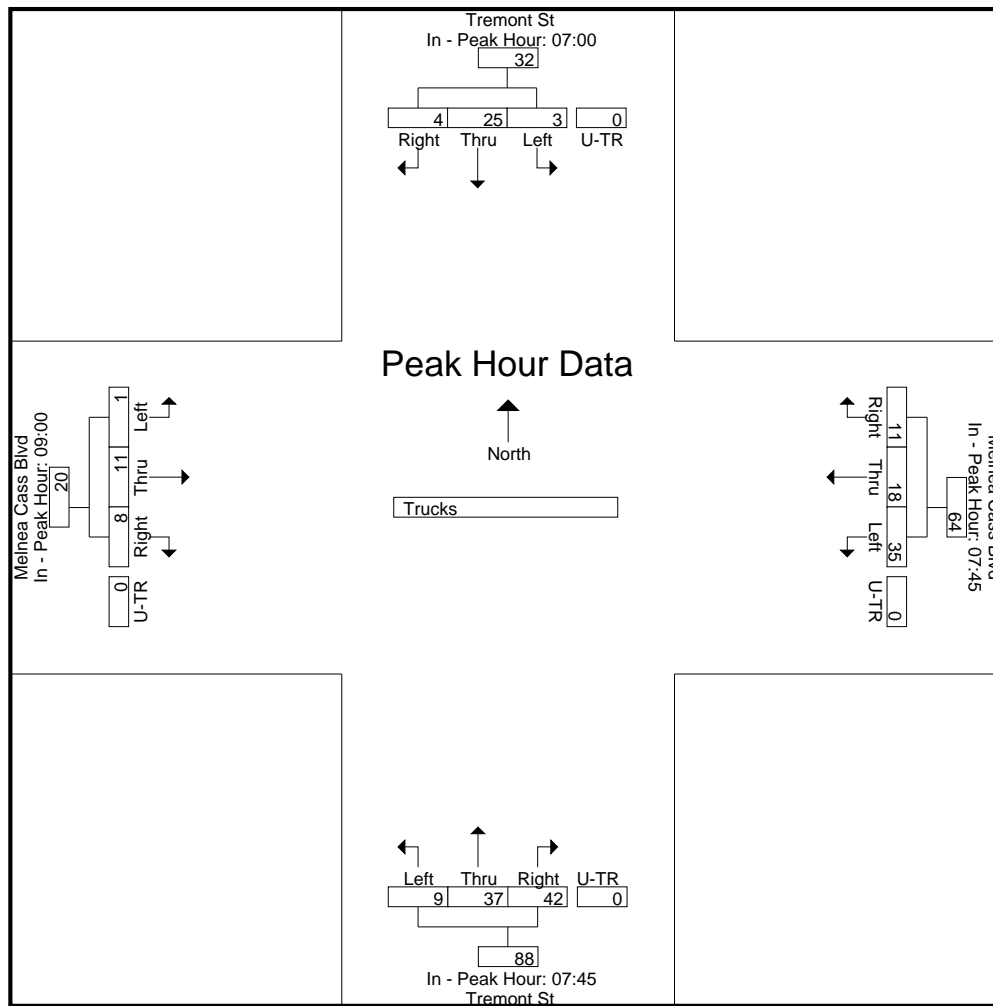 Tremont St
In - Peak Hour: 07:00
32
4 25 3 0
Right Thru Left U-TR
Peak Hour Data
North
Trucks
Melnea Cass Blvd
In - Peak Hour: 09:00
20
1 11 8 0
Left Thru Right U-TR
Melnea Cass Blvd
In - Peak Hour: 07:45
64
11 18 35 0
Right Thru Left U-TR
Left Thru Right U-TR
9 37 42 0
88
In - Peak Hour: 07:45
Tremont St